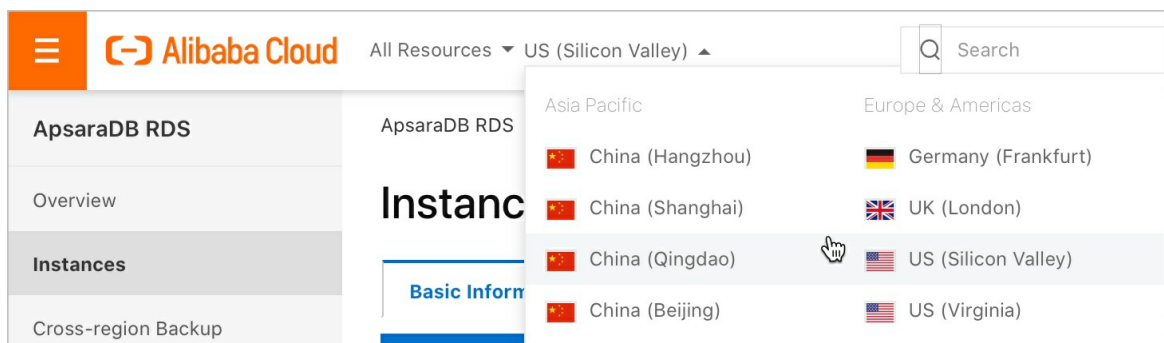 Alibaba Cloud All Resources US (Silicon Valley) Search
ApsaraDB RDS
Overview
Instances
Cross-region Backup
ApsaraDB RDS
Instanc
Basic Inform
Asia Pacific
China (Hangzhou)
China (Shanghai)
China (Qingdao)
China (Beijing)
Europe & Americas
Germany (Frankfurt)
UK (London)
US (Silicon Valley)
US (Virginia)